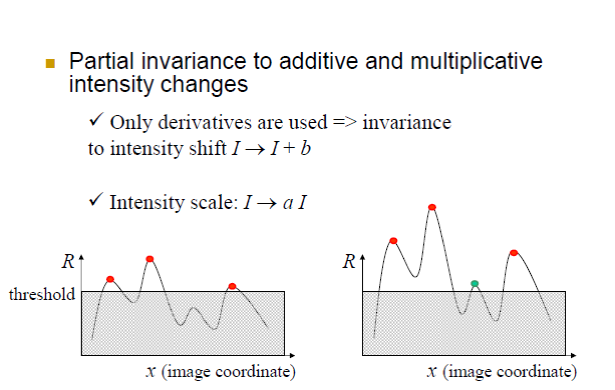 Partial invariance to additive and multiplicative
intensity changes
✓ Only derivatives are used => invariance
to intensity shift I → I + b
✓ Intensity scale: I → a I
R
threshold
x (image coordinate)
R
x (image coordinate)